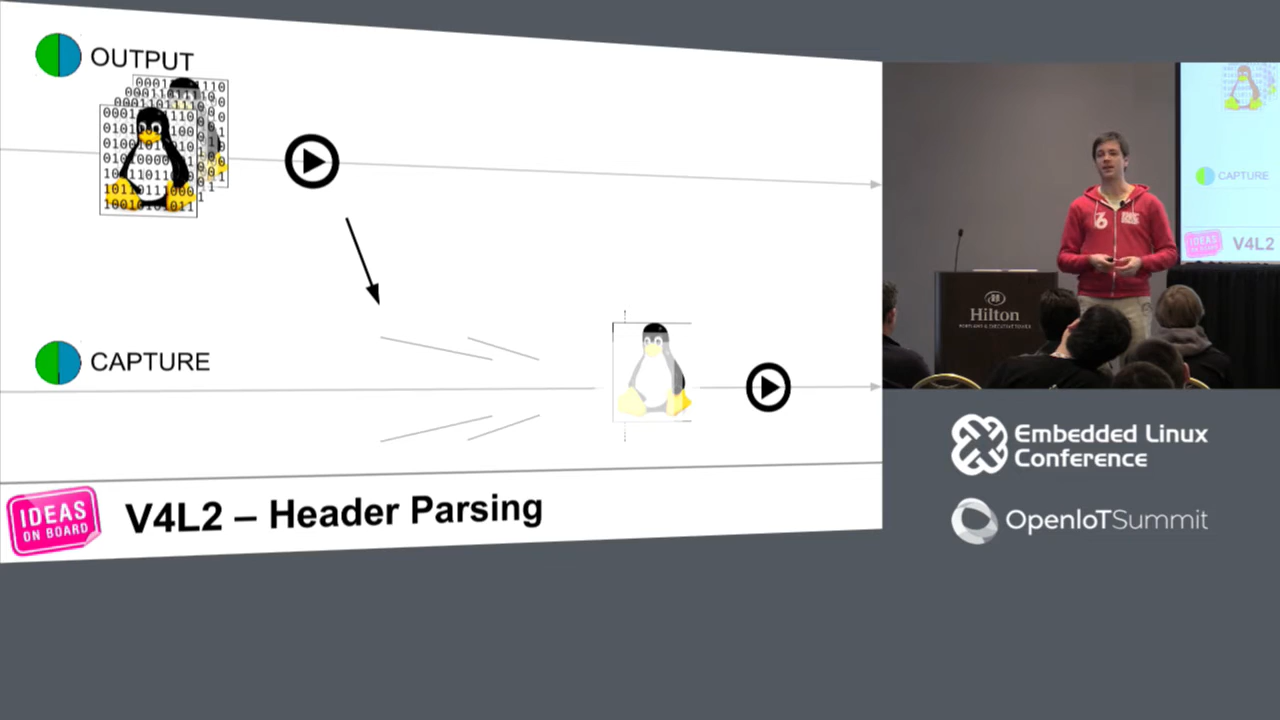 OUTPUT
CAPTURE
IDEAS
ON BOARD
V4L2 – Header Parsing
CAPTURE
IDEAS
ON BOARD
V4L2
Hilton
Embedded Linux
Conference
OpenIoTSummit